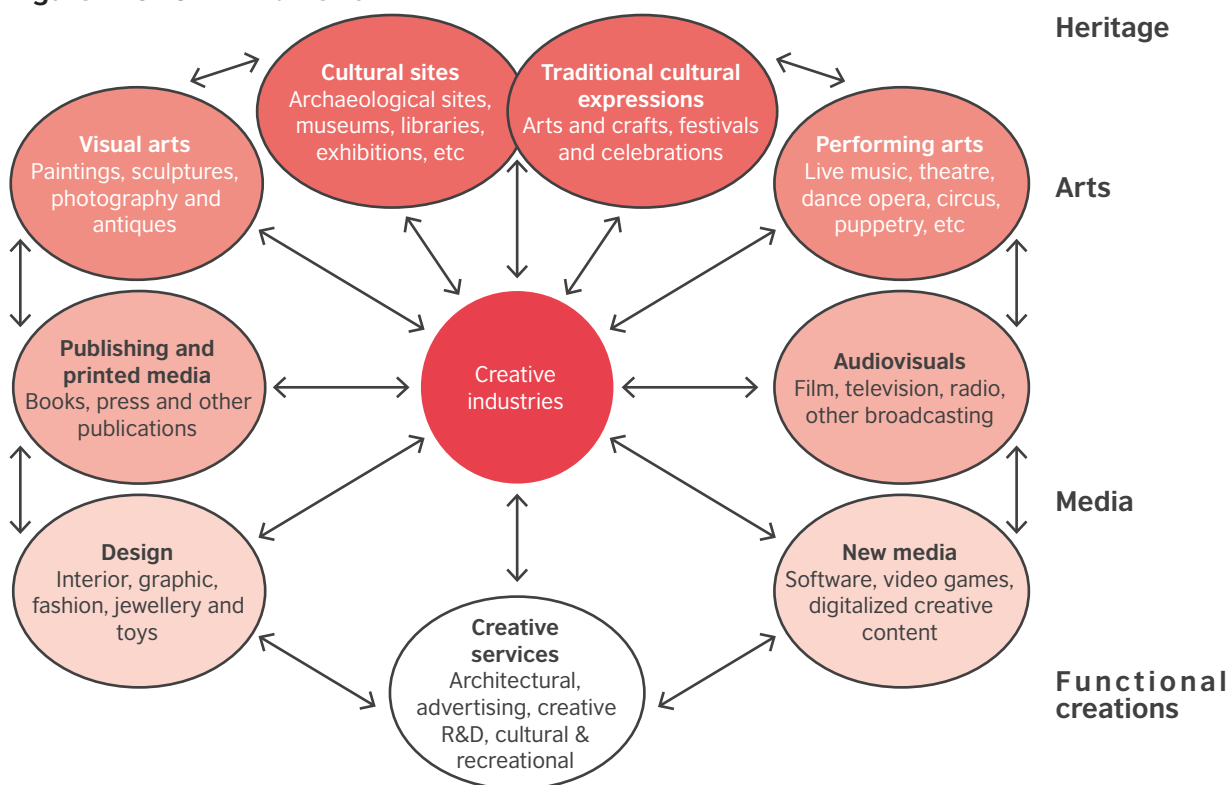 Heritage
Cultural sites
Archaeological sites,
museums, libraries,
exhibitions, etc
Traditional cultural
expressions
Arts and crafts, festivals
and celebrations
Visual arts
Paintings, sculptures,
photography and
antiques
Performing arts
Live music, theatre,
dance opera, circus,
puppetry, etc
Arts
Publishing and
printed media
Books, press and other
publications
Creative
industries
Audiovisuals
Film, television, radio,
other broadcasting
Media
Design
Interior, graphic,
fashion, jewellery and
toys
Creative
services
Architectural,
advertising, creative
R&D, cultural &
recreational
New media
Software, video games,
digitalized creative
content
Functional
creations